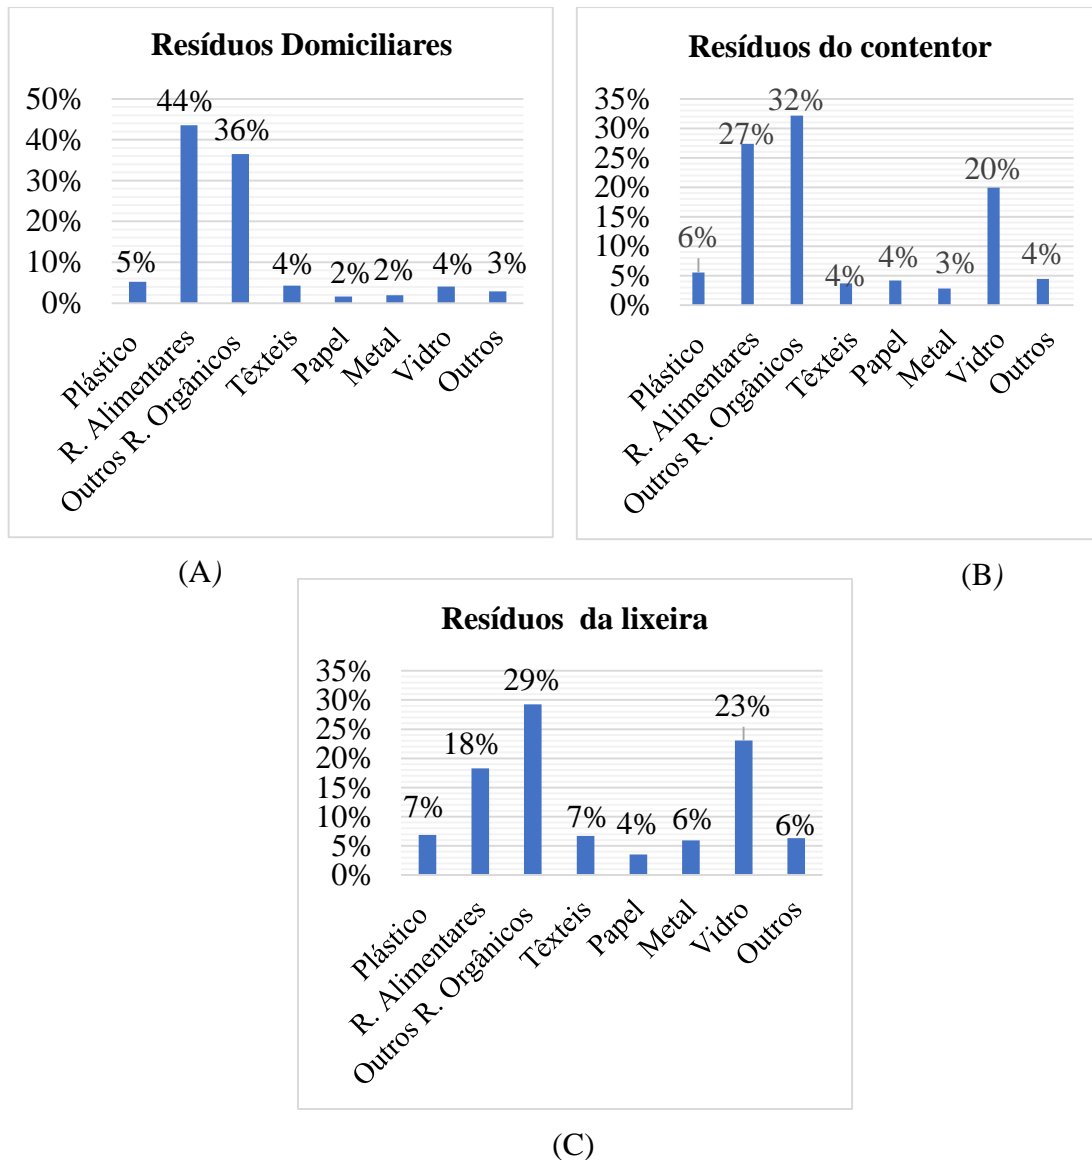 Resíduos Domiciliares
50%
40%
30%
20%
10%
0%
5%
44%
36%
4%
2%
2%
4%
3%
Plástico
R. Alimentares
Outros R. Orgânicos
Têxteis
Papel
Metal
Vidro
Outros
(A)
Resíduos do contentor
35%
30%
25%
20%
15%
10%
5%
0%
6%
27%
32%
4%
4%
3%
20%
4%
Plástico
R. Alimentares
Outros R. Orgânicos
Têxteis
Papel
Metal
Vidro
Outros
(B)
Resíduos da lixeira
35%
30%
25%
20%
15%
10%
5%
0%
7%
18%
29%
7%
4%
6%
23%
6%
Plástico
R. Alimentares
Outros R. Orgânicos
Têxteis
Papel
Metal
Vidro
Outros
(C)